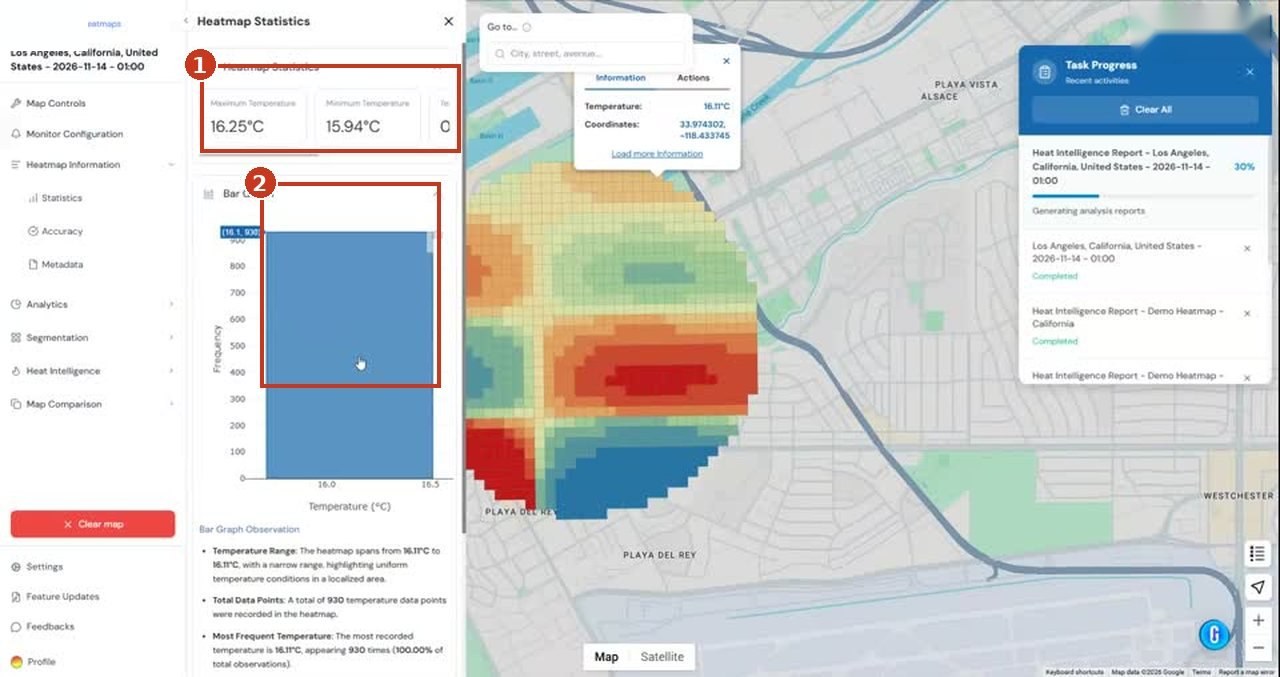 eatmaps
Los Angeles, California, United
States - 2026-11-14 - 01:00
Map Controls
Monitor Configuration
Heatmap Information
Statistics
Accuracy
Metadata
Analytics
Segmentation
Heat Intelligence
Map Comparison
Clear map
Settings
Feature Updates
Feedbacks
Profile
Heatmap Statistics
1
Heatmap Statistics
Maximum Temperature
16.25°C
Minimum Temperature
15.94°C
Te
0
2
Bar G
(16.1, 930)
900
800
700
600
500
400
300
200
100
0
Frequency
16.0
16.5
Temperature (°C)
Bar Graph Observation
• Temperature Range: The heatmap spans from 16.11°C to
16.11°C, with a narrow range, highlighting uniform
temperature conditions in a localized area.
• Total Data Points: A total of 930 temperature data points
were recorded in the heatmap.
• Most Frequent Temperature: The most recorded
temperature is 16.11°C, appearing 930 times (100.00% of
total observations).
Go to...
City, street, avenue...
Information
Actions
Temperature:
16.11°C
Coordinates:
33.974302,
-118.433745
Load more Information
PLAYA VISTA
ALSACE
Creek
Basin H
PLAYA DEL REY
PLAYA DEL REY
WESTCHESTER
Task Progress
Recent activities
Clear All
Heat Intelligence Report - Los Angeles,
California, United States - 2026-11-14 -
01:00
30%
Generating analysis reports
Los Angeles, California, United States -
2026-11-14 - 01:00
Completed
Heat Intelligence Report - Demo Heatmap -
California
Completed
Heat Intelligence Report - Demo Heatmap -
Map
Satellite
Keyboard shortcuts
Map data ©2026 Google
Terms
Report a map error